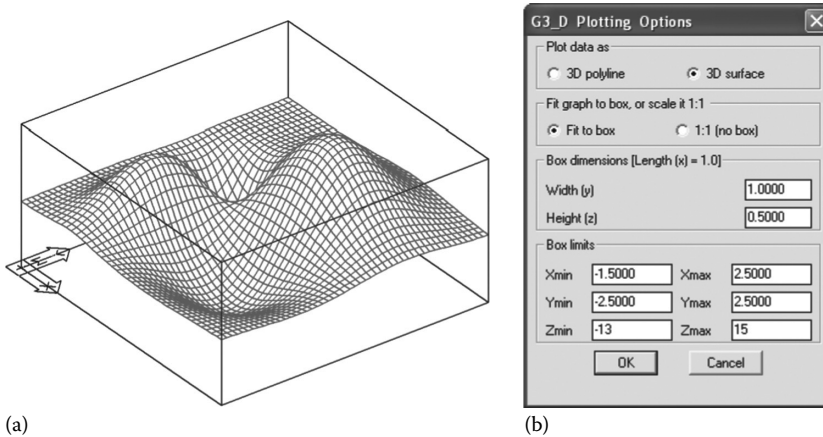 G3_D Plotting Options
Plot data as
3D polyline 3D surface
Fit graph to box, or scale it 1:1
Fit to box 1:1 (no box)
Box dimensions [Length (x) = 1.0]
Width (y) 1.0000
Height (z) 0.5000
Box limits
Xmin -1.5000 Xmax 2.5000
Ymin -2.5000 Ymax 2.5000
Zmin -13 Zmax 15
OK Cancel
(a) (b)